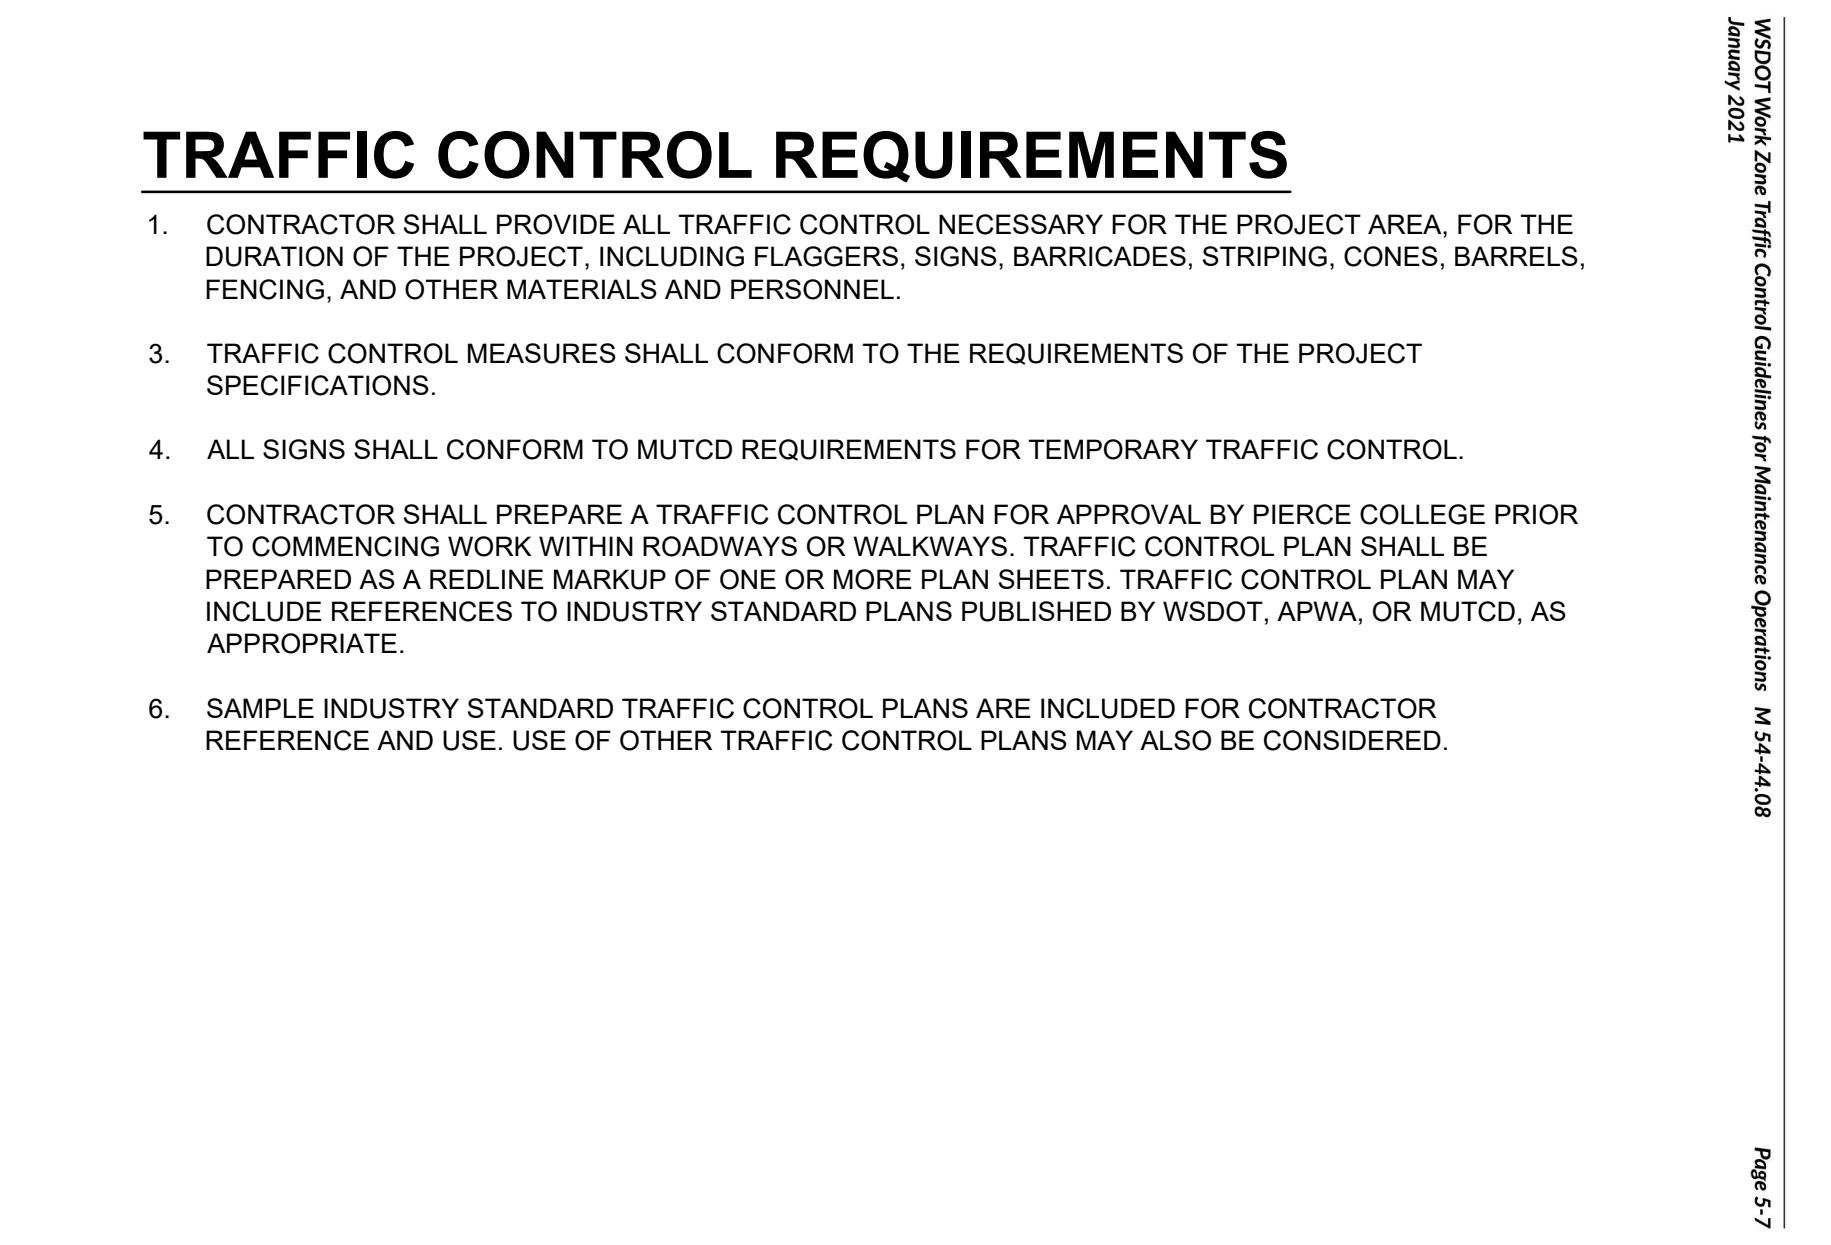 TRAFFIC CONTROL REQUIREMENTS
1. CONTRACTOR SHALL PROVIDE ALL TRAFFIC CONTROL NECESSARY FOR THE PROJECT AREA, FOR THE
DURATION OF THE PROJECT, INCLUDING FLAGGERS, SIGNS, BARRICADES, STRIPING, CONES, BARRELS,
FENCING, AND OTHER MATERIALS AND PERSONNEL.
3. TRAFFIC CONTROL MEASURES SHALL CONFORM TO THE REQUIREMENTS OF THE PROJECT
SPECIFICATIONS.
4. ALL SIGNS SHALL CONFORM TO MUTCD REQUIREMENTS FOR TEMPORARY TRAFFIC CONTROL.
5. CONTRACTOR SHALL PREPARE A TRAFFIC CONTROL PLAN FOR APPROVAL BY PIERCE COLLEGE PRIOR
TO COMMENCING WORK WITHIN ROADWAYS OR WALKWAYS. TRAFFIC CONTROL PLAN SHALL BE
PREPARED AS A REDLINE MARKUP OF ONE OR MORE PLAN SHEETS. TRAFFIC CONTROL PLAN MAY
INCLUDE REFERENCES TO INDUSTRY STANDARD PLANS PUBLISHED BY WSDOT, APWA, OR MUTCD, AS
APPROPRIATE.
6. SAMPLE INDUSTRY STANDARD TRAFFIC CONTROL PLANS ARE INCLUDED FOR CONTRACTOR
REFERENCE AND USE. USE OF OTHER TRAFFIC CONTROL PLANS MAY ALSO BE CONSIDERED.
WSDOT Work Zone Traffic Control Guidelines for Maintenance Operations M 54-44.08
January 2021
Page 5-7